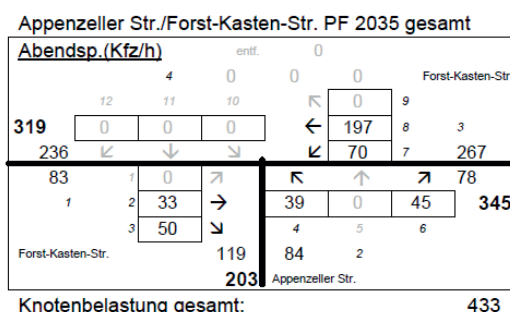 Appenzeller Str./Forst-Kasten-Str. PF 2035 gesamt
Abendsp.(Kfz/h) entf. 0
4 0 0 0 Forst-Kasten-Str.
12 11 10 ↖ 0 9
319 0 0 0 ← 197 8 3
236 ↙ ↓ ↘ ↙ 70 7 267
83 1 0 ↗ ↖ ↑ ↗ 78
1 2 33 → 39 0 45 345
3 50 ↘ 4 5 6
Forst-Kasten-Str. 119 84 2
203 Appenzeller Str.
Knotenbelastung gesamt: 433